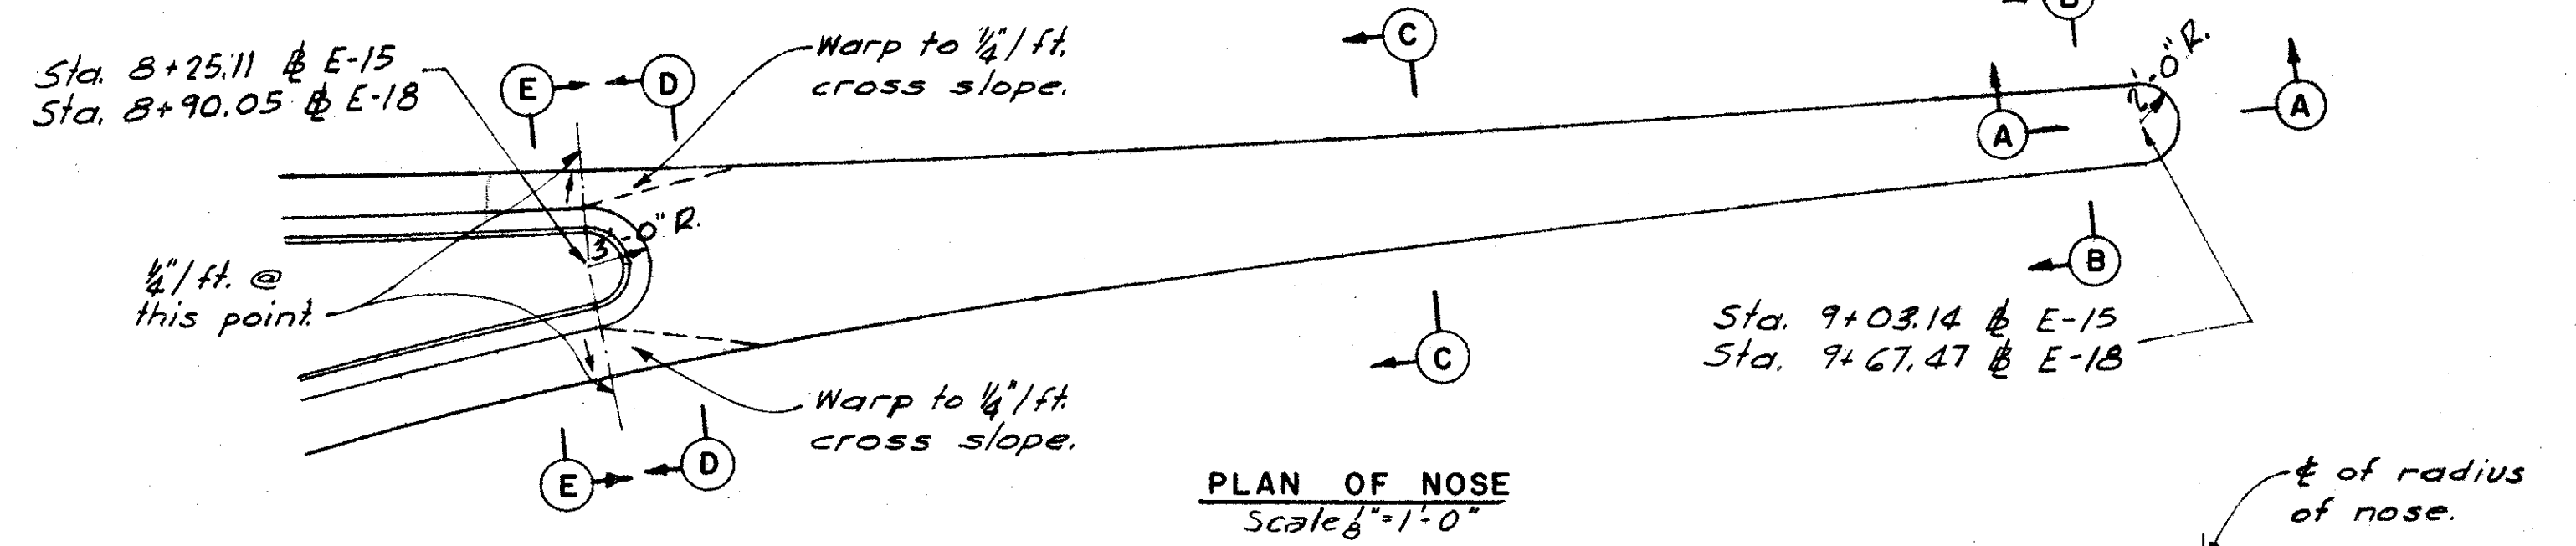 Sta. 8+25.11 ⅊ E-15
Sta. 8+90.05 ⅊ E-18
E
D
Warp to ¼"/ft.
cross slope.
C
B
2'-0" R.
A
A
3'-0" R.
¼"/ft. @
this point.
B
Sta. 9+03.14 ⅊ E-15
Sta. 9+67.47 ⅊ E-18
C
Warp to ¼"/ft.
cross slope.
E
D
PLAN OF NOSE
Scale ⅛"=1'-0"
℄ of radius
of nose.